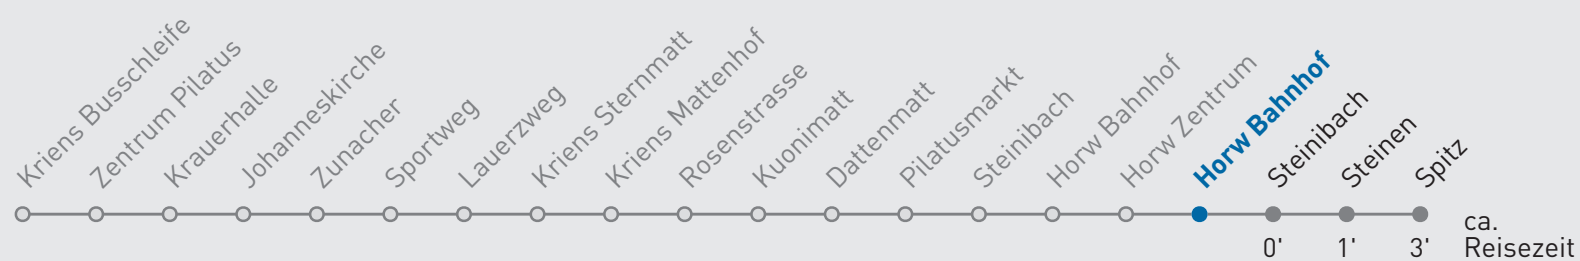 Kriens Busschleife
Zentrum Pilatus
Krauerhalle
Johanneskirche
Zunacher
Sportweg
Lauerzweg
Kriens Sternmatt
Kriens Mattenhof
Rosenstrasse
Kuonimatt
Dattenmatt
Pilatusmarkt
Steinibach
Horw Bahnhof
Horw Zentrum
Horw Bahnhof
Steinibach
Steinen
Spitz
ca.
0' 1' 3' Reisezeit